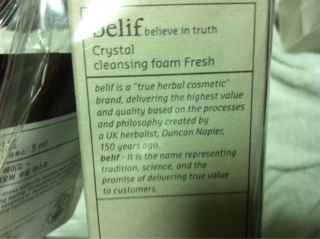 belif believe in truth
Crystal
cleansing foam Fresh
belif is a "true herbal cosmetic"
brand, delivering the highest value
and quality based on the processes
and philosophy created by
a UK herbalist, Duncan Napier,
150 years ago.
belif - It is the name representing
tradition, science, and the
promise of delivering true value
to customers.
5 ml